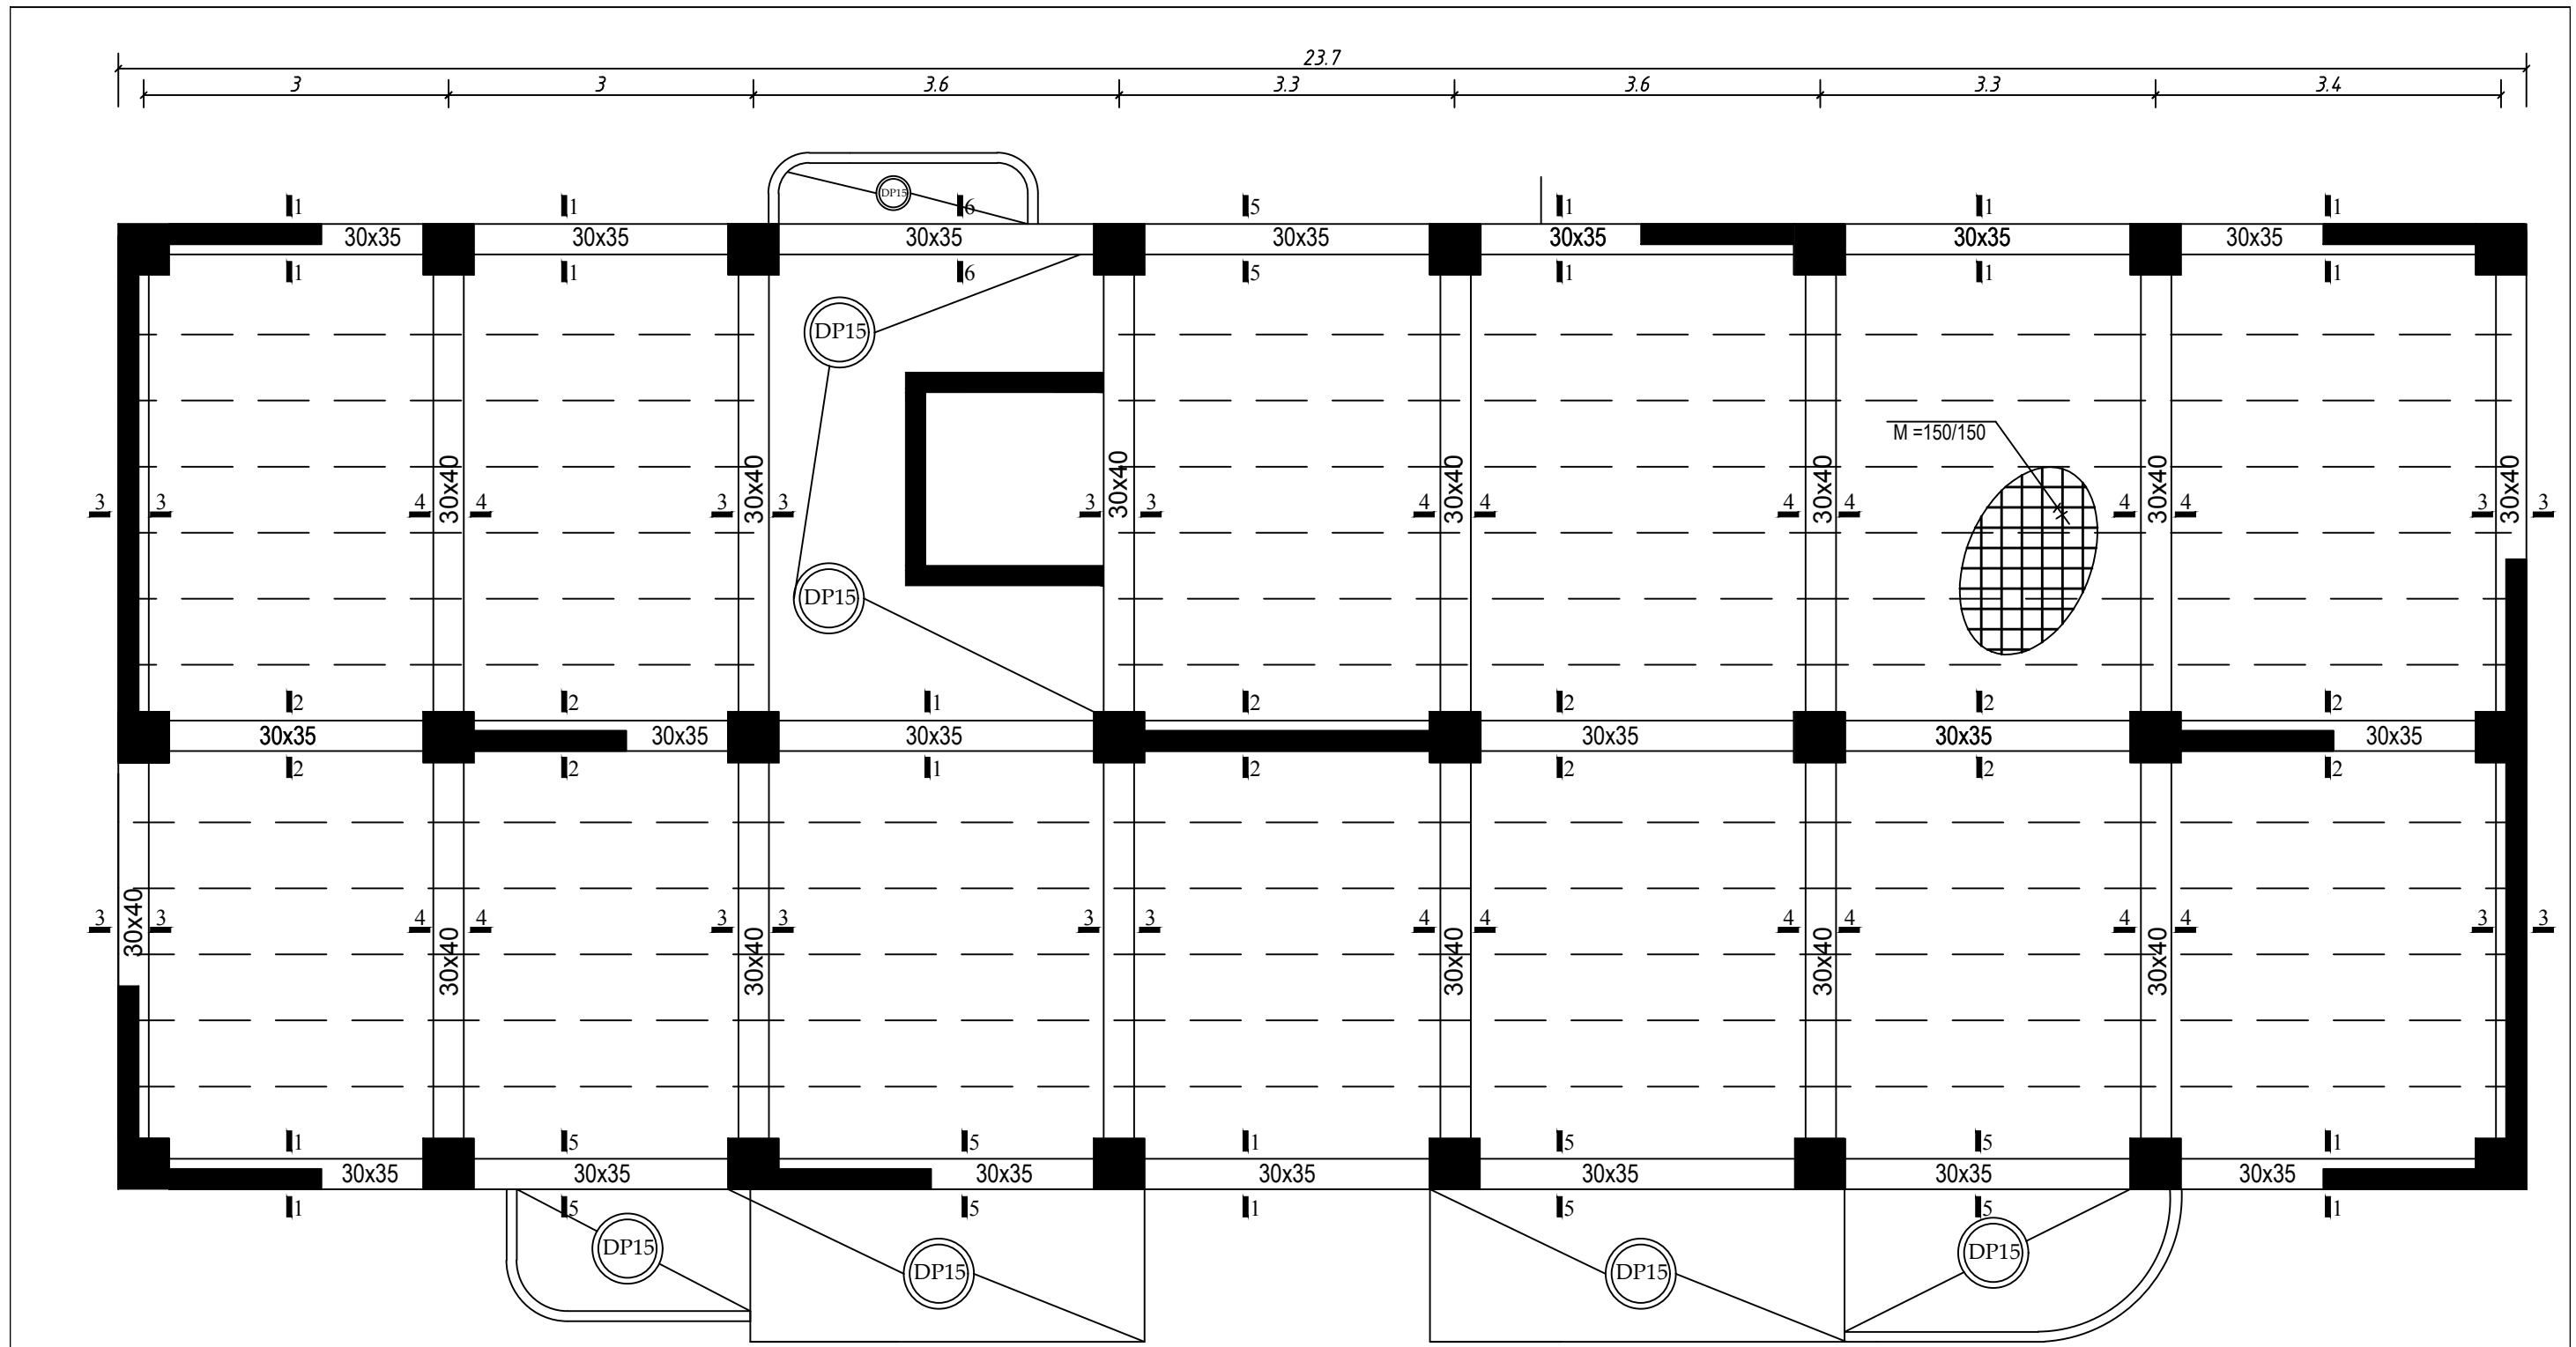 23.7
3 3 3.6 3.3 3.6 3.3 3.4
DP15
1 1 6 5 1 1 1
30x35 30x35 30x35 30x35 30x35 30x35 30x35
1 1 6 5 1 1 1
DP15
M =150/150
30x40 30x40 30x40 30x40 30x40 30x40 30x40
3 3 4 4 3 3 3 3 4 4 4 4 4 4 3 3
DP15
2 2 1 2 2 2 2
30x35 30x35 30x35 30x35 30x35 30x35
2 2 1 2 2 2 2
3 3 4 4 3 3 3 3 4 4 4 4 4 4 3 3
30x40 30x40 30x40 30x40 30x40 30x40
1 5 5 1 5 5 1
30x35 30x35 30x35 30x35 30x35 30x35 30x35
1 5 5 1 5 5 1
DP15 DP15 DP15 DP15